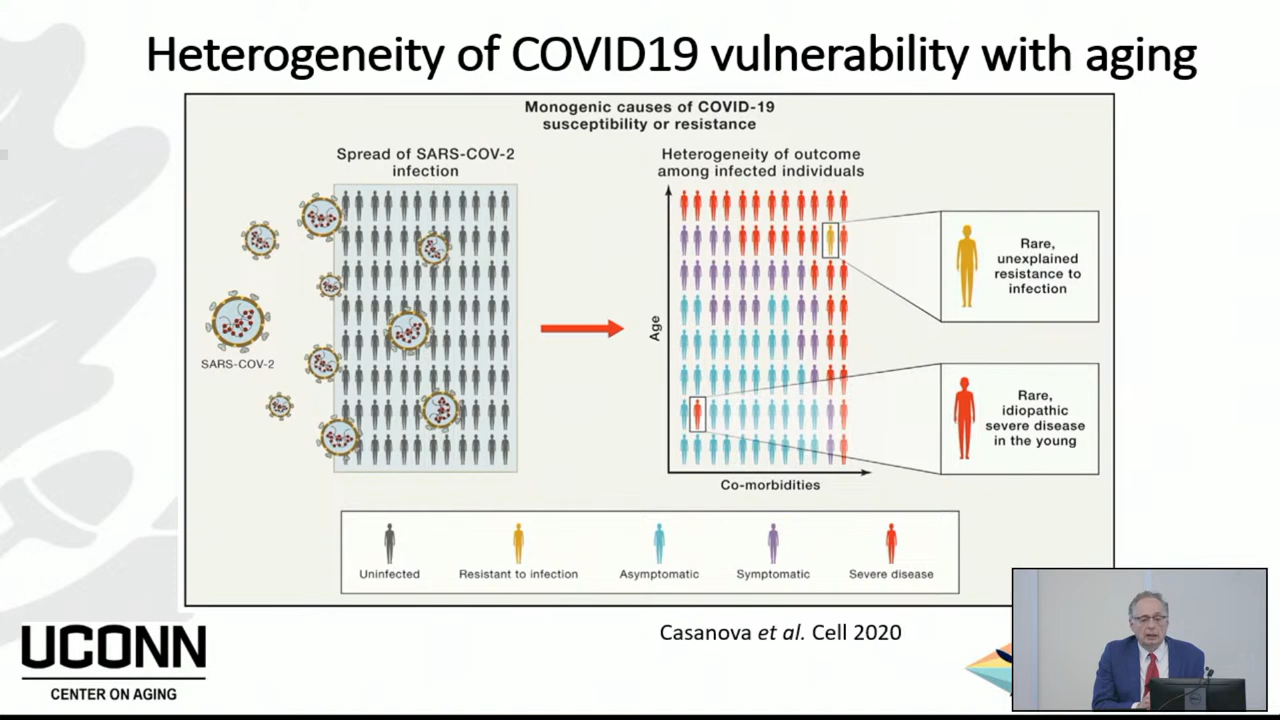 Heterogeneity of COVID19 vulnerability with aging
Monogenic causes of COVID-19
susceptibility or resistance
Spread of SARS-COV-2
infection
Heterogeneity of outcome
among infected individuals
SARS-COV-2
Age
Co-morbidities
Rare,
unexplained
resistance to
infection
Rare,
idiopathic
severe disease
in the young
Uninfected
Resistant to infection
Asymptomatic
Symptomatic
Severe disease
Casanova et al. Cell 2020
UCONN
CENTER ON AGING